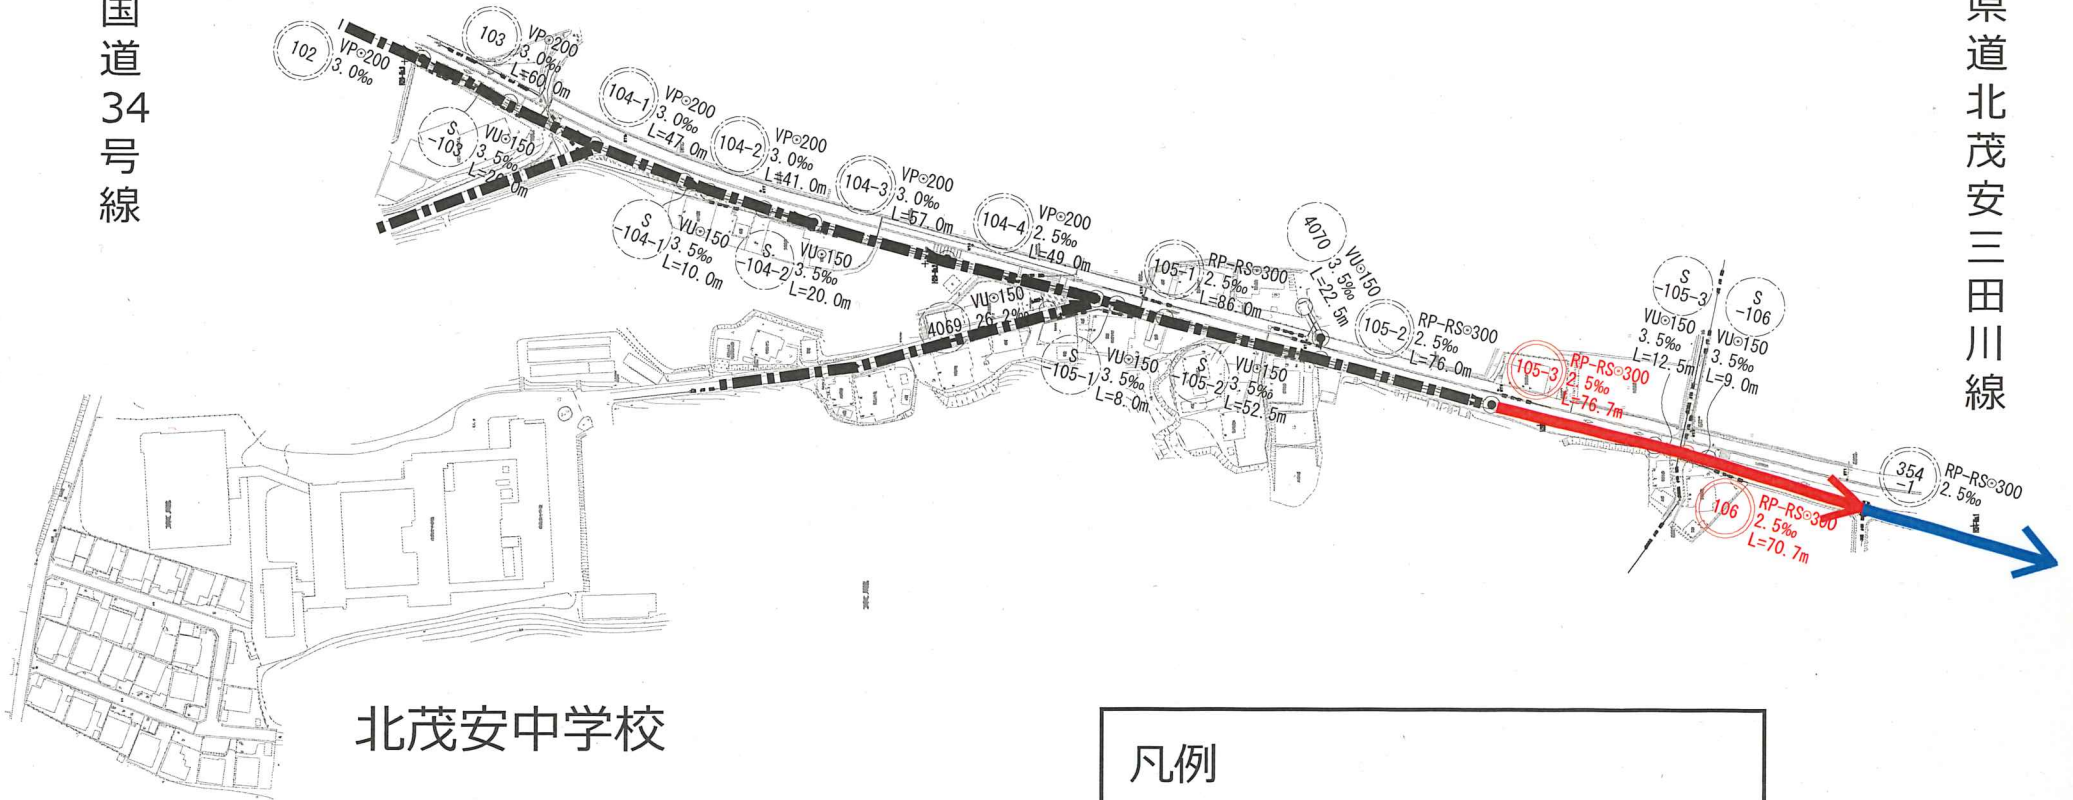 国道34号線
県道北茂安三田川線
102
VP⊙200
3.0‰
103
VP⊙200
3.0‰
L=60.0m
S
-103
VU⊙150
3.5‰
104-1
VP⊙200
3.0‰
L=47.0m
104-2
VP⊙200
3.0‰
L=41.0m
104-3
VP⊙200
3.0‰
L=57.0m
104-4
VP⊙200
2.5‰
L=49.0m
S
-104-1
VU⊙150
3.5‰
L=10.0m
S
-104-2
VU⊙150
3.5‰
L=20.0m
4069
VU⊙150
26.2‰
105-1
RP-RS⊙300
2.5‰
L=86.0m
4070
VU⊙150
3.5‰
L=22.5m
S
-105-1
VU⊙150
3.5‰
L=8.0m
S
-105-2
VU⊙150
3.5‰
L=52.5m
105-2
RP-RS⊙300
2.5‰
L=76.0m
105-3
RP-RS⊙300
2.5‰
L=76.7m
S
-105-3
VU⊙150
3.5‰
L=12.5m
S
-106
VU⊙150
3.5‰
L=9.0m
106
RP-RS⊙300
2.5‰
L=70.7m
354
-1
RP-RS⊙300
2.5‰
北茂安中学校
凡例